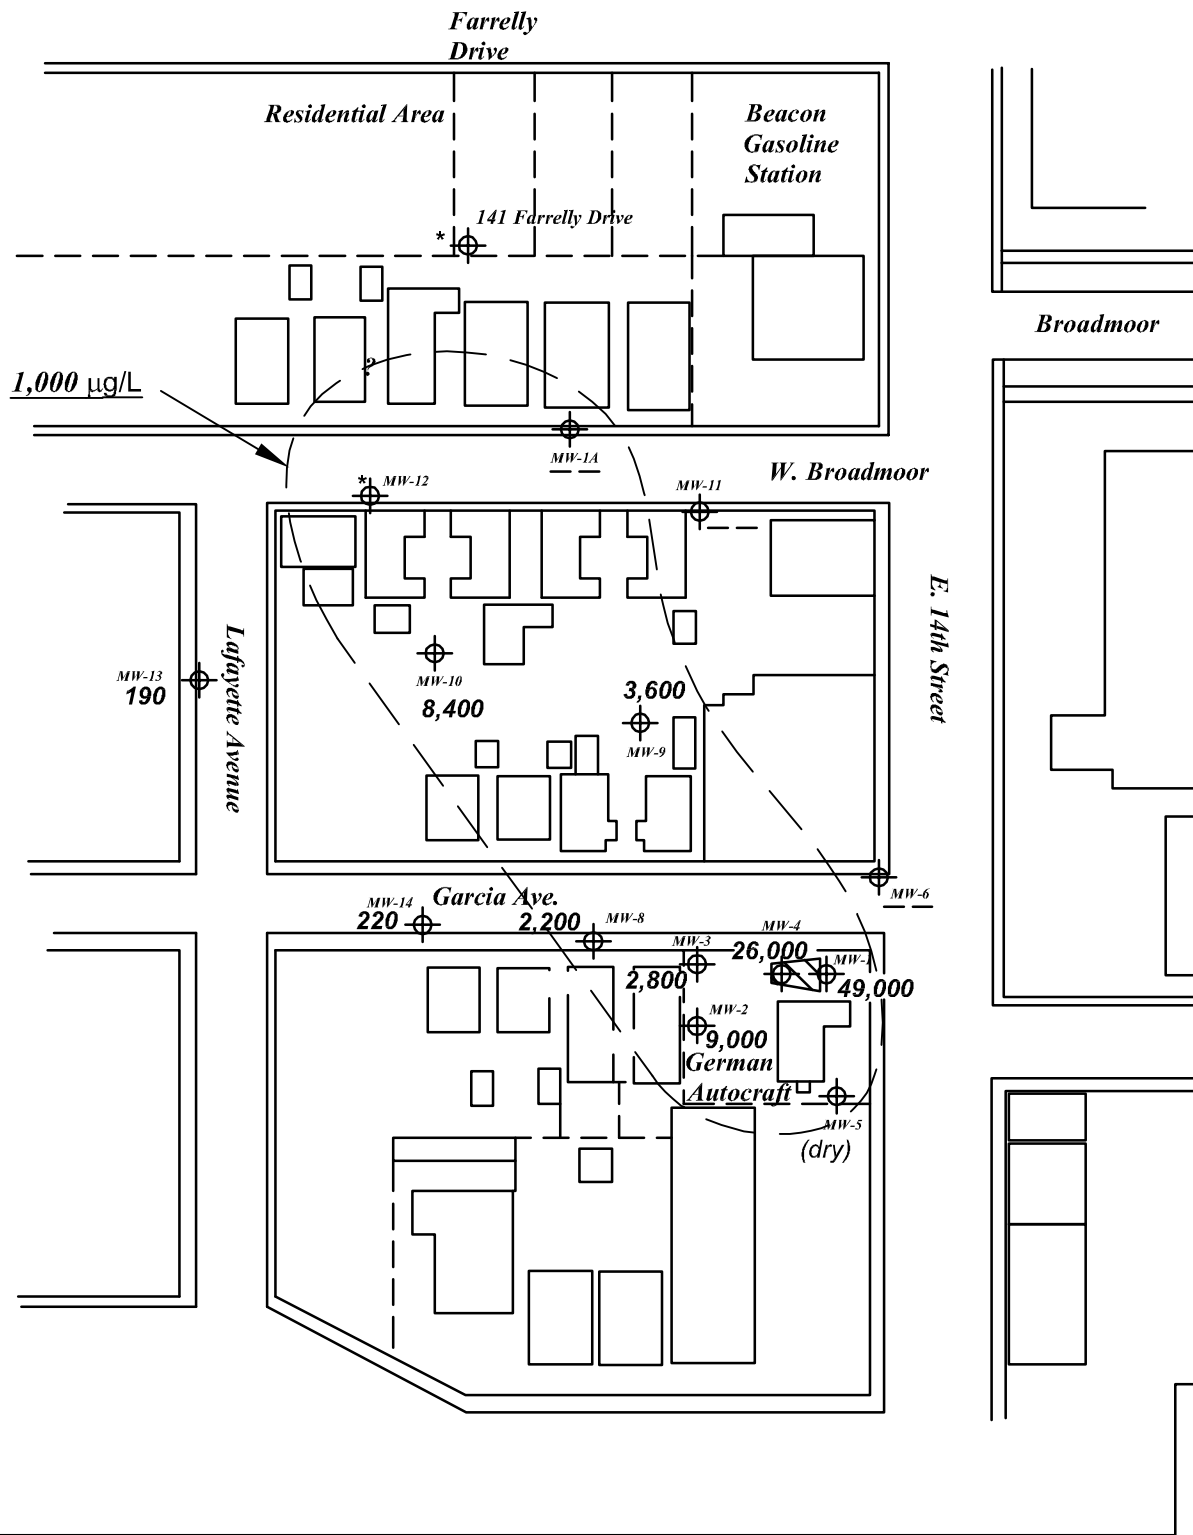 Farrelly
Drive
Residential Area
Beacon
Gasoline
Station
* 141 Farrelly Drive
Broadmoor
?
1,000 µg/L
MW-1A
W. Broadmoor
* MW-12
MW-11
E. 14th Street
Lafayette Avenue
MW-13
190
MW-10
8,400
3,600
MW-9
Garcia Ave.
MW-6
MW-14
220
2,200
MW-8
MW-4
26,000
MW-3
2,800
MW-1
49,000
MW-2
9,000
German
Autocraft
MW-5
(dry)